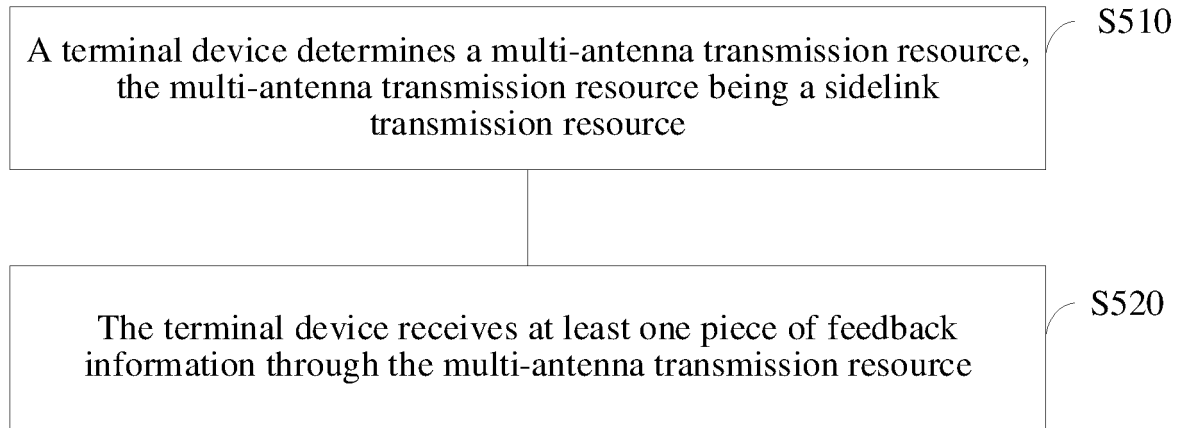 S510
A terminal device determines a multi-antenna transmission resource,
the multi-antenna transmission resource being a sidelink
transmission resource
S520
The terminal device receives at least one piece of feedback
information through the multi-antenna transmission resource